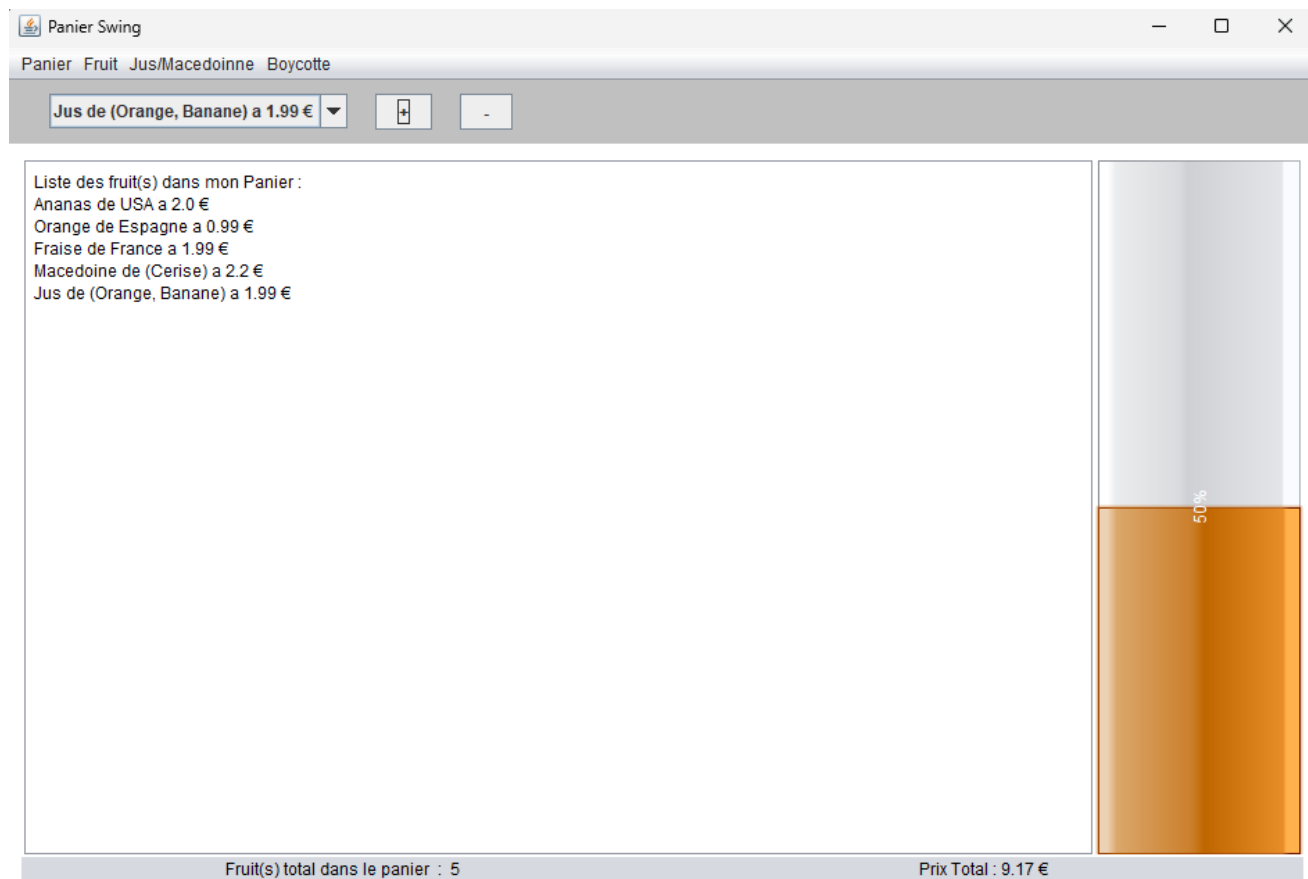 Panier Swing
Panier Fruit Jus/Macedoinne Boycotte
Jus de (Orange, Banane) a 1.99 € + -
Liste des fruit(s) dans mon Panier :
Ananas de USA a 2.0 €
Orange de Espagne a 0.99 €
Fraise de France a 1.99 €
Macedoine de (Cerise) a 2.2 €
Jus de (Orange, Banane) a 1.99 €
50%
Fruit(s) total dans le panier : 5 Prix Total : 9.17 €